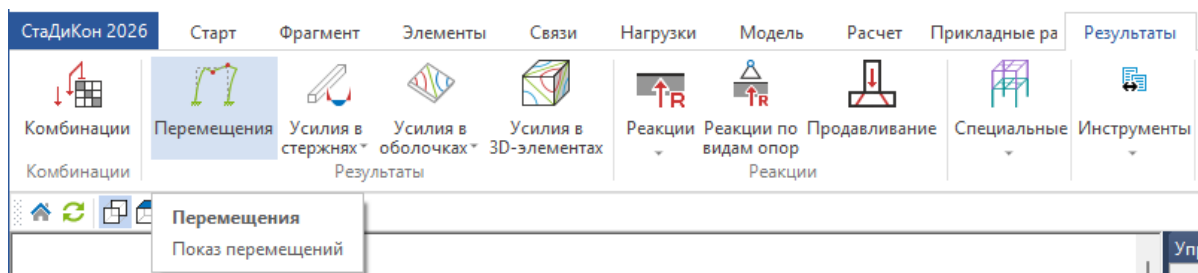 СтаДиКон 2026 Старт Фрагмент Элементы Связи Нагрузки Модель Расчет Прикладные ра Результаты
Комбинации Перемещения Усилия в стержнях Усилия в оболочках Усилия в 3D-элементах Реакции Реакции по видам опор Продавливание Специальные Инструменты
Комбинации Результаты Реакции
Перемещения
Показ перемещений
Уп